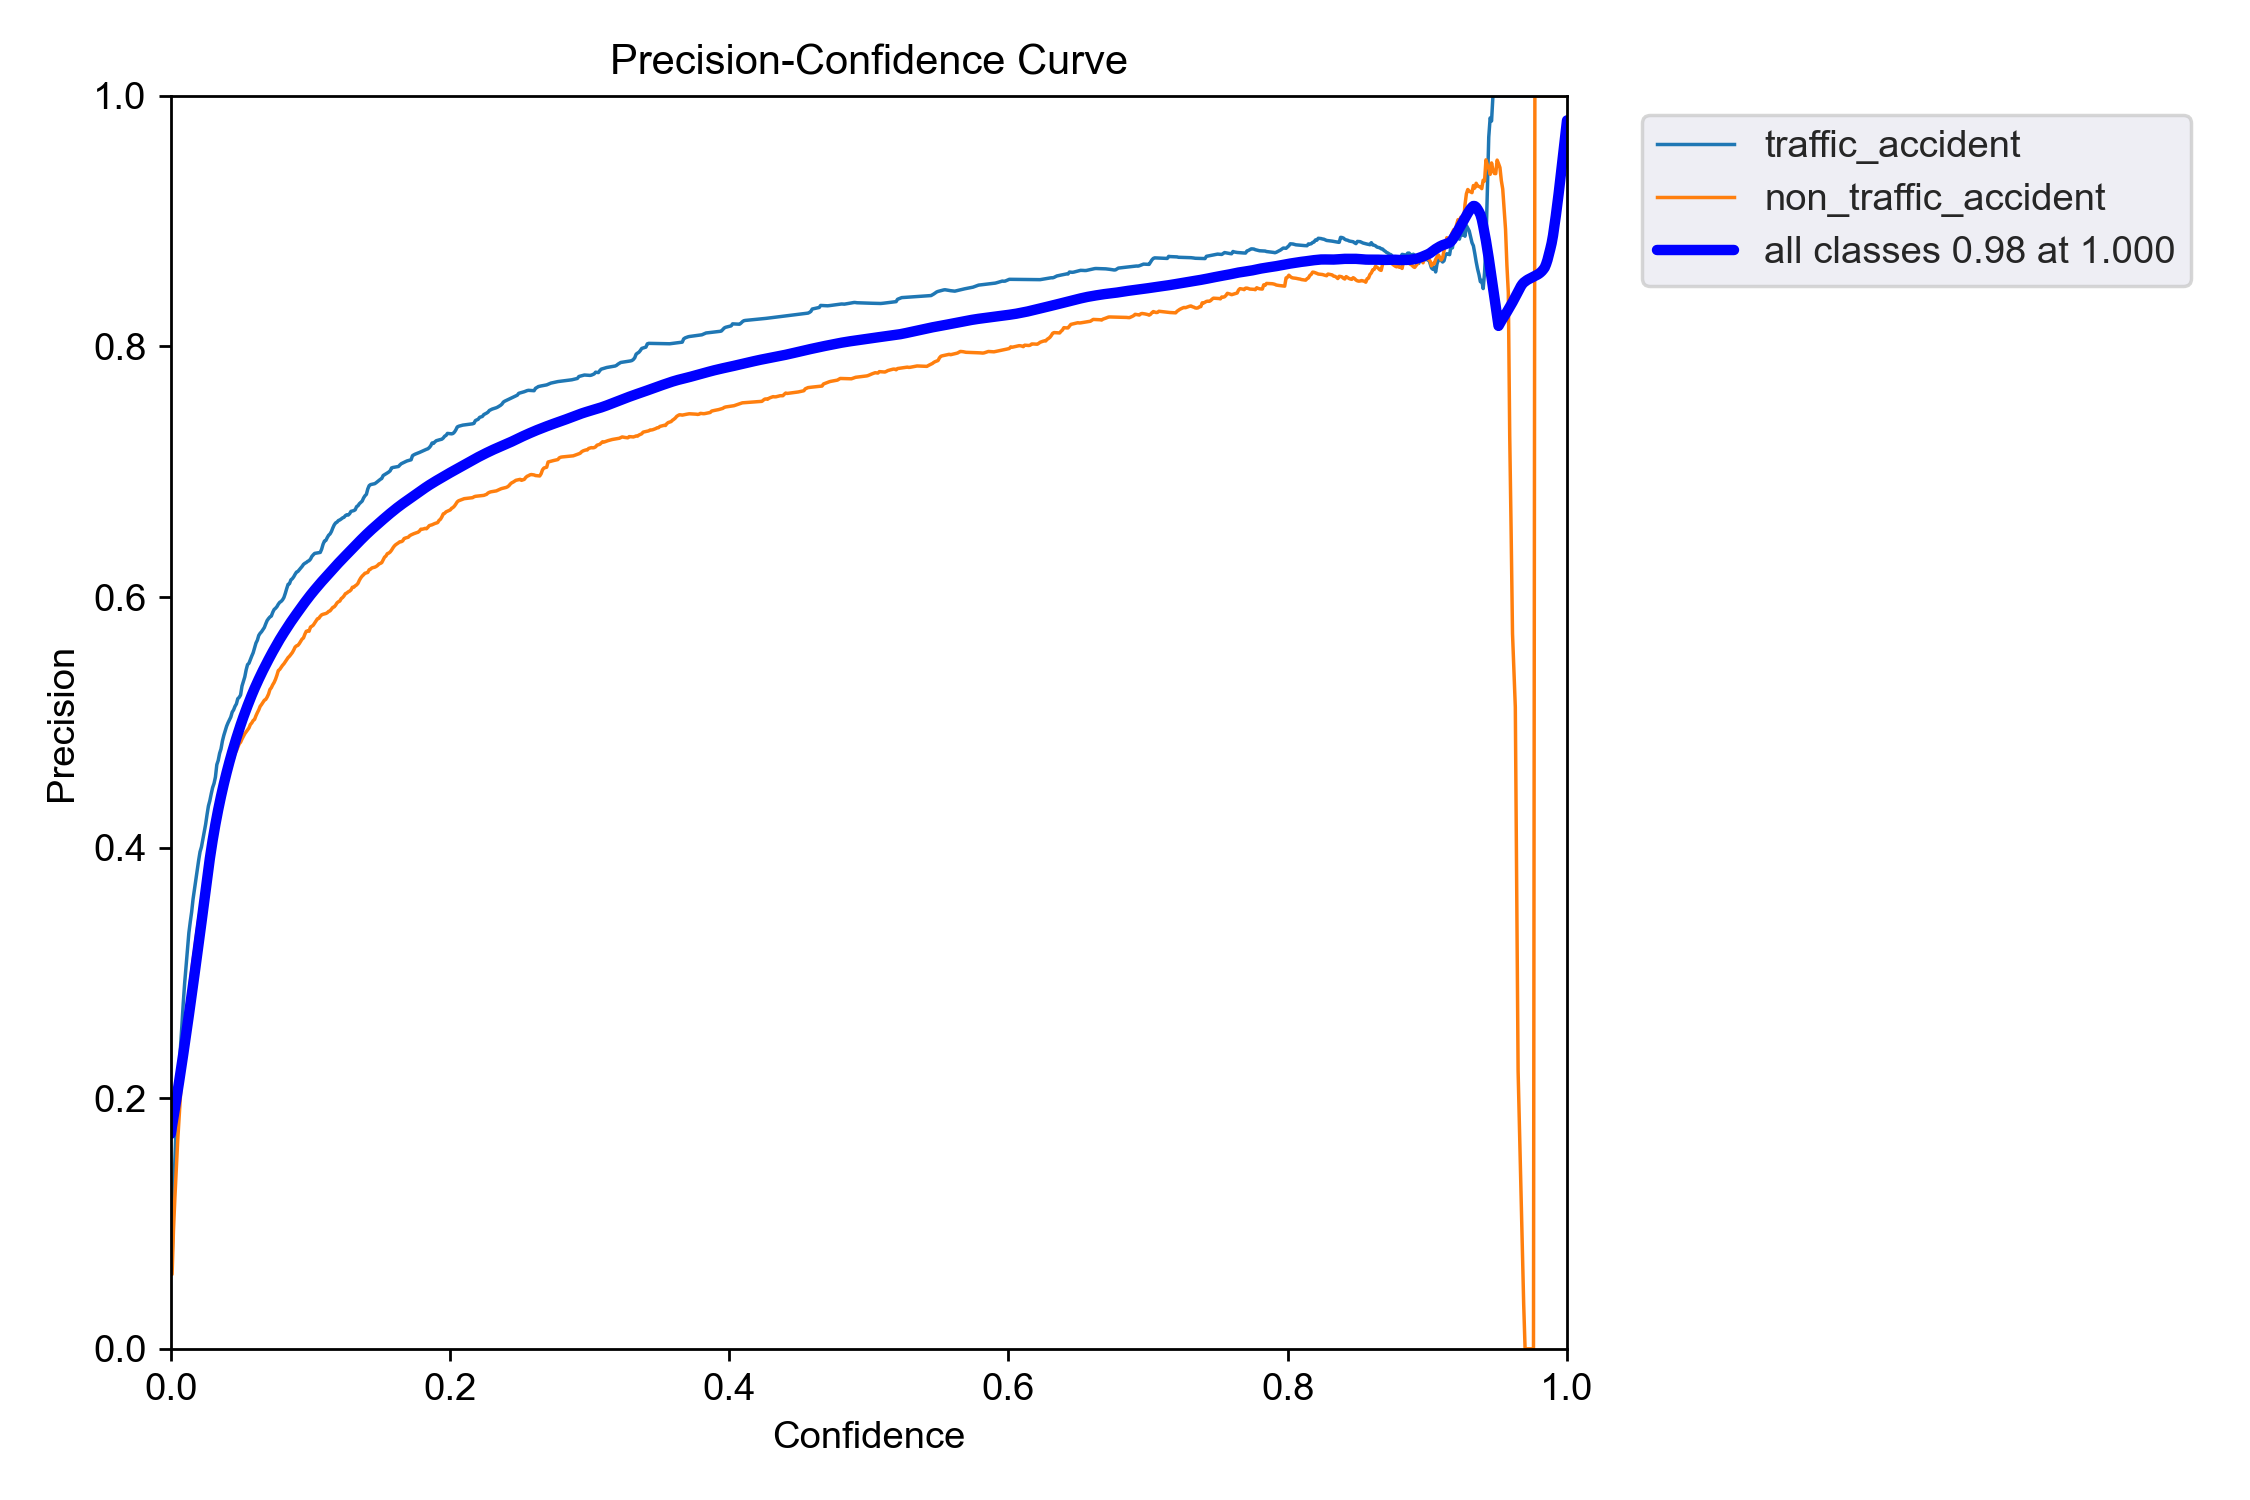 Precision-Confidence Curve
1.0
0.8
0.6
0.4
0.2
0.0
Precision
0.0 0.2 0.4 0.6 0.8 1.0
Confidence
traffic_accident
non_traffic_accident
all classes 0.98 at 1.000